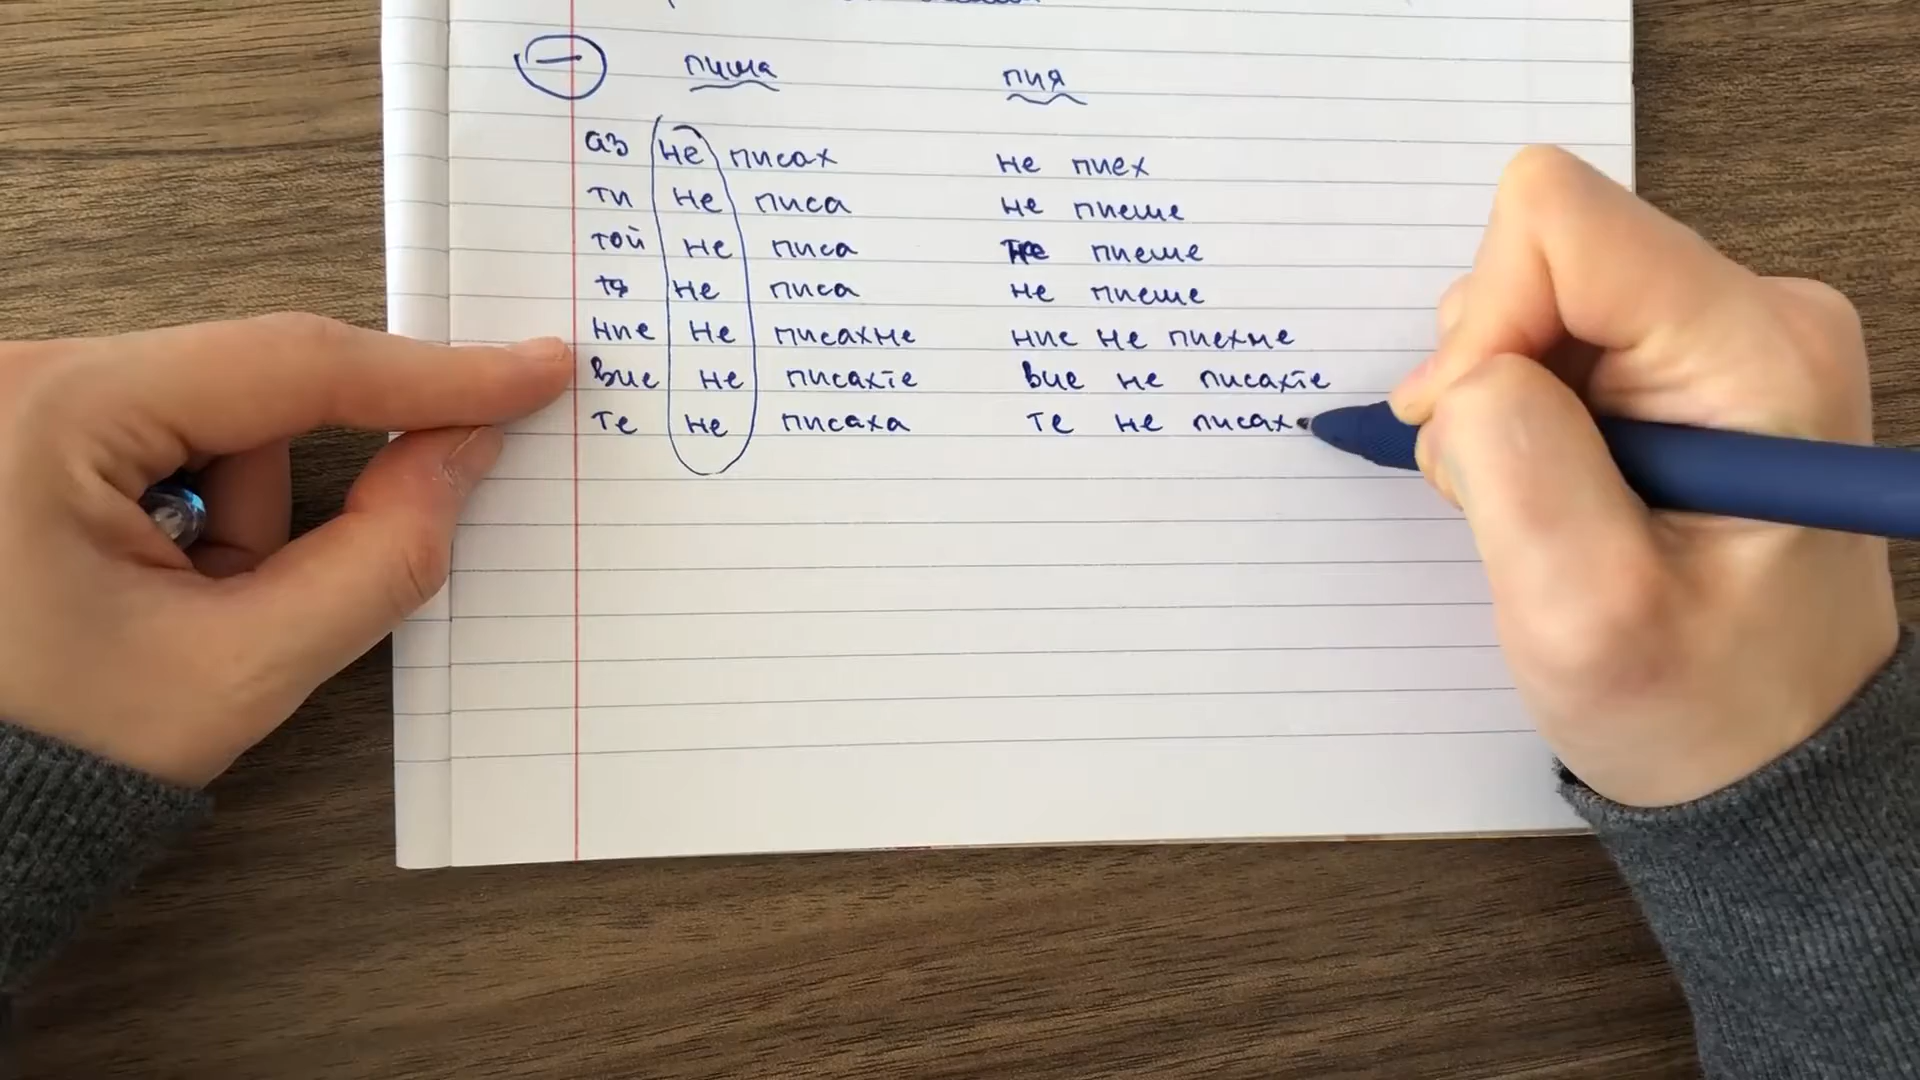 — пиша пия
аз не писах не пиех
ти не писа не пиеше
той не писа не пиеше
тя не писа не пиеше
ние не писахме ние не пиехме
вие не писахте вие не писахте
те не писаха те не писах